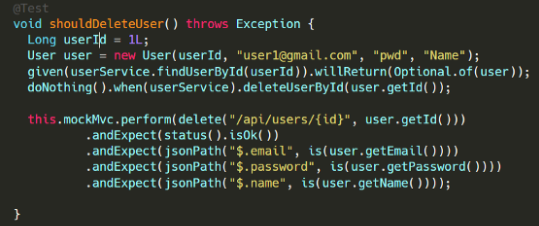 @Test
void shouldDeleteUser() throws Exception {
Long userId = 1L;
User user = new User(userId, "user1@gmail.com", "pwd", "Name");
given(userService.findUserById(userId)).willReturn(Optional.of(user));
doNothing().when(userService).deleteUserById(user.getId());
this.mockMvc.perform(delete("/api/users/{id}", user.getId()))
.andExpect(status().isOk())
.andExpect(jsonPath("$.email", is(user.getEmail())))
.andExpect(jsonPath("$.password", is(user.getPassword())))
.andExpect(jsonPath("$.name", is(user.getName())));
}